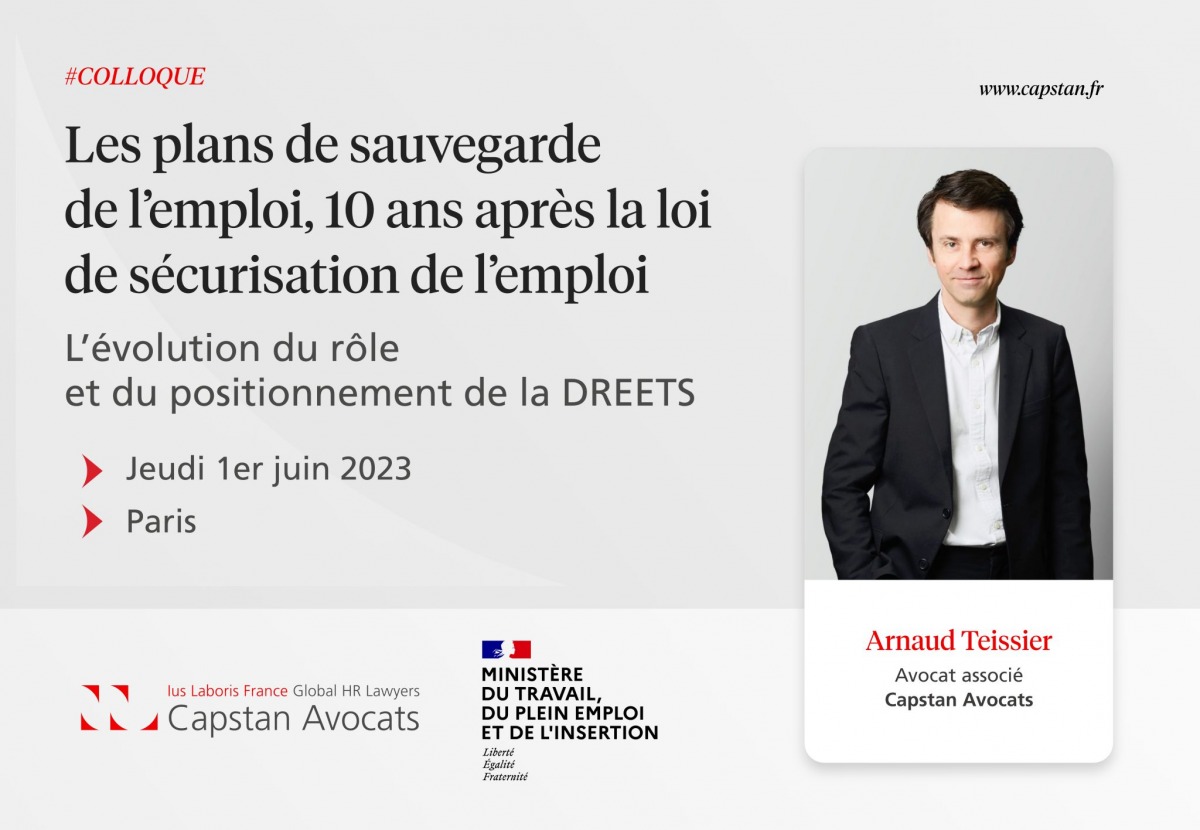 #COLLOQUE
www.capstan.fr
Les plans de sauvegarde
de l’emploi, 10 ans après la loi
de sécurisation de l’emploi
L’évolution du rôle
et du positionnement de la DREETS
Jeudi 1er juin 2023
Paris
Arnaud Teissier
Avocat associé
Capstan Avocats
Ius Laboris France Global HR Lawyers
Capstan Avocats
MINISTÈRE
DU TRAVAIL,
DU PLEIN EMPLOI
ET DE L'INSERTION
Liberté
Égalité
Fraternité